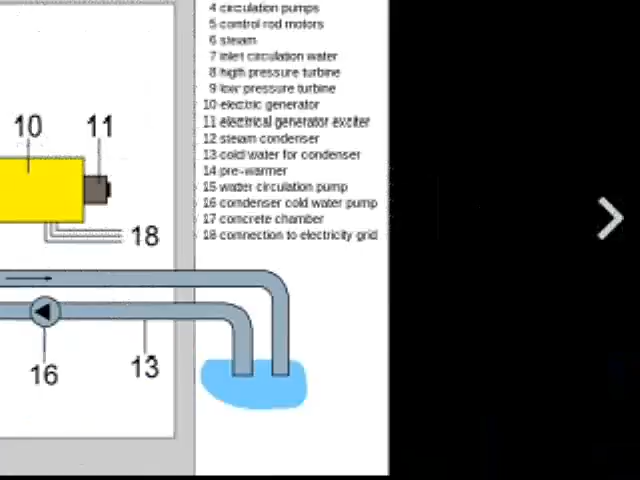 4 circulation pumps
5 control rod motors
6 steam
7 inlet circulation water
8 high pressure turbine
9 low pressure turbine
10 electric generator
11 electrical generator exciter
12 steam condenser
13 cold water for condenser
14 pre-warmer
15 water circulation pump
16 condenser cold water pump
17 concrete chamber
18 connection to electricity grid
10 11
18
16 13